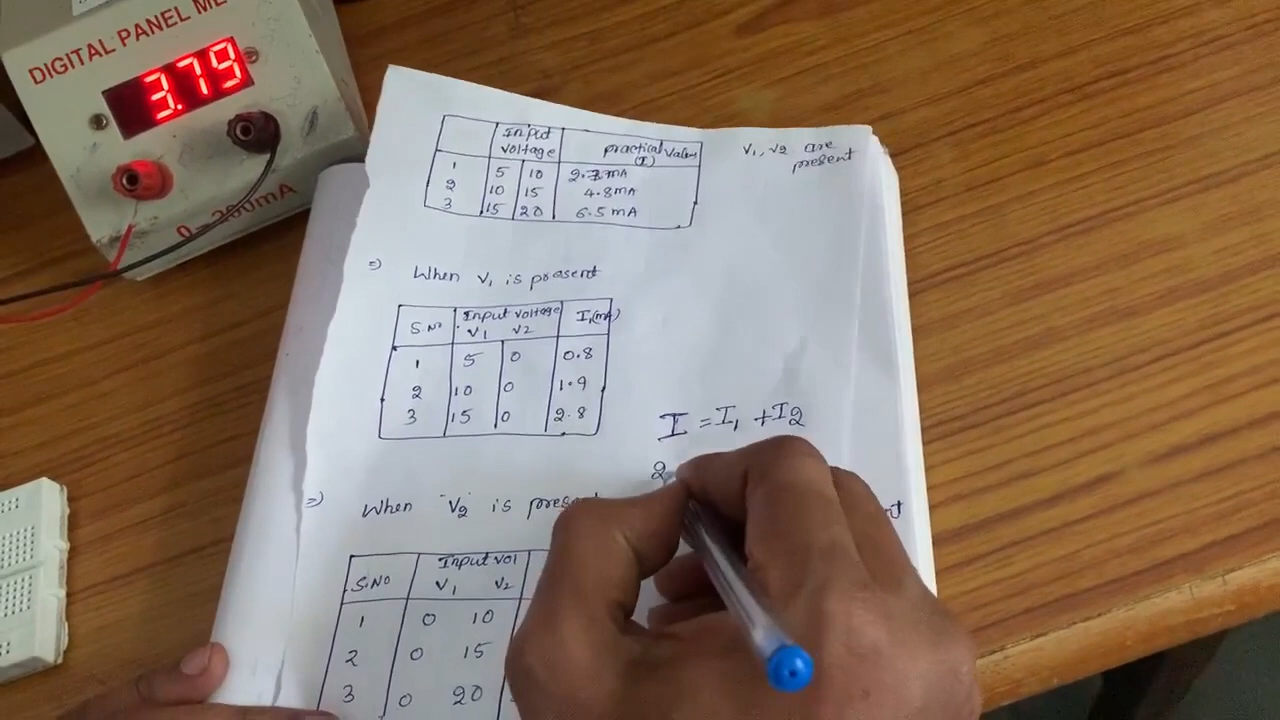 DIGITAL PANEL ME
3.79
0-200mA
Input voltage practical values (I)
1 5 10 mA
2 10 15 4.8mA
3 15 20 6.5mA
V1, V2 are present
=) When V1 is present
S.No Input voltage V1 V2 I1(mA)
1 5 0 0.8
2 10 0 1.9
3 15 0 2.8
I = I1 + I2
2
=) When V2 is present
S.NO Input vol V1 V2
1 0 10
2 0 15
3 0 20